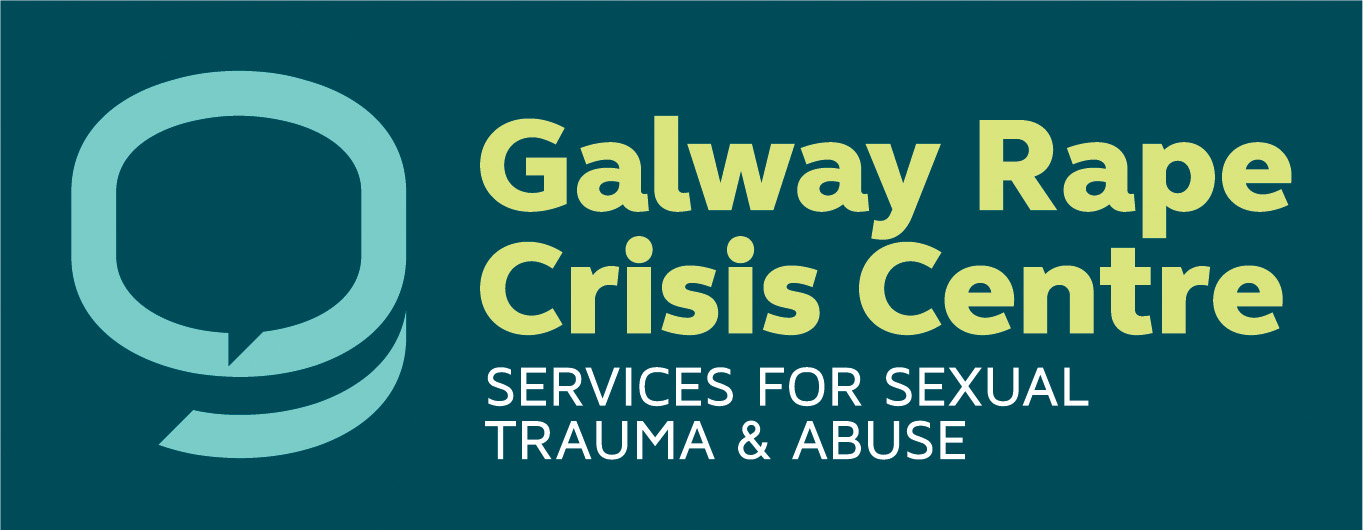 Galway Rape
Crisis Centre
SERVICES FOR SEXUAL
TRAUMA & ABUSE